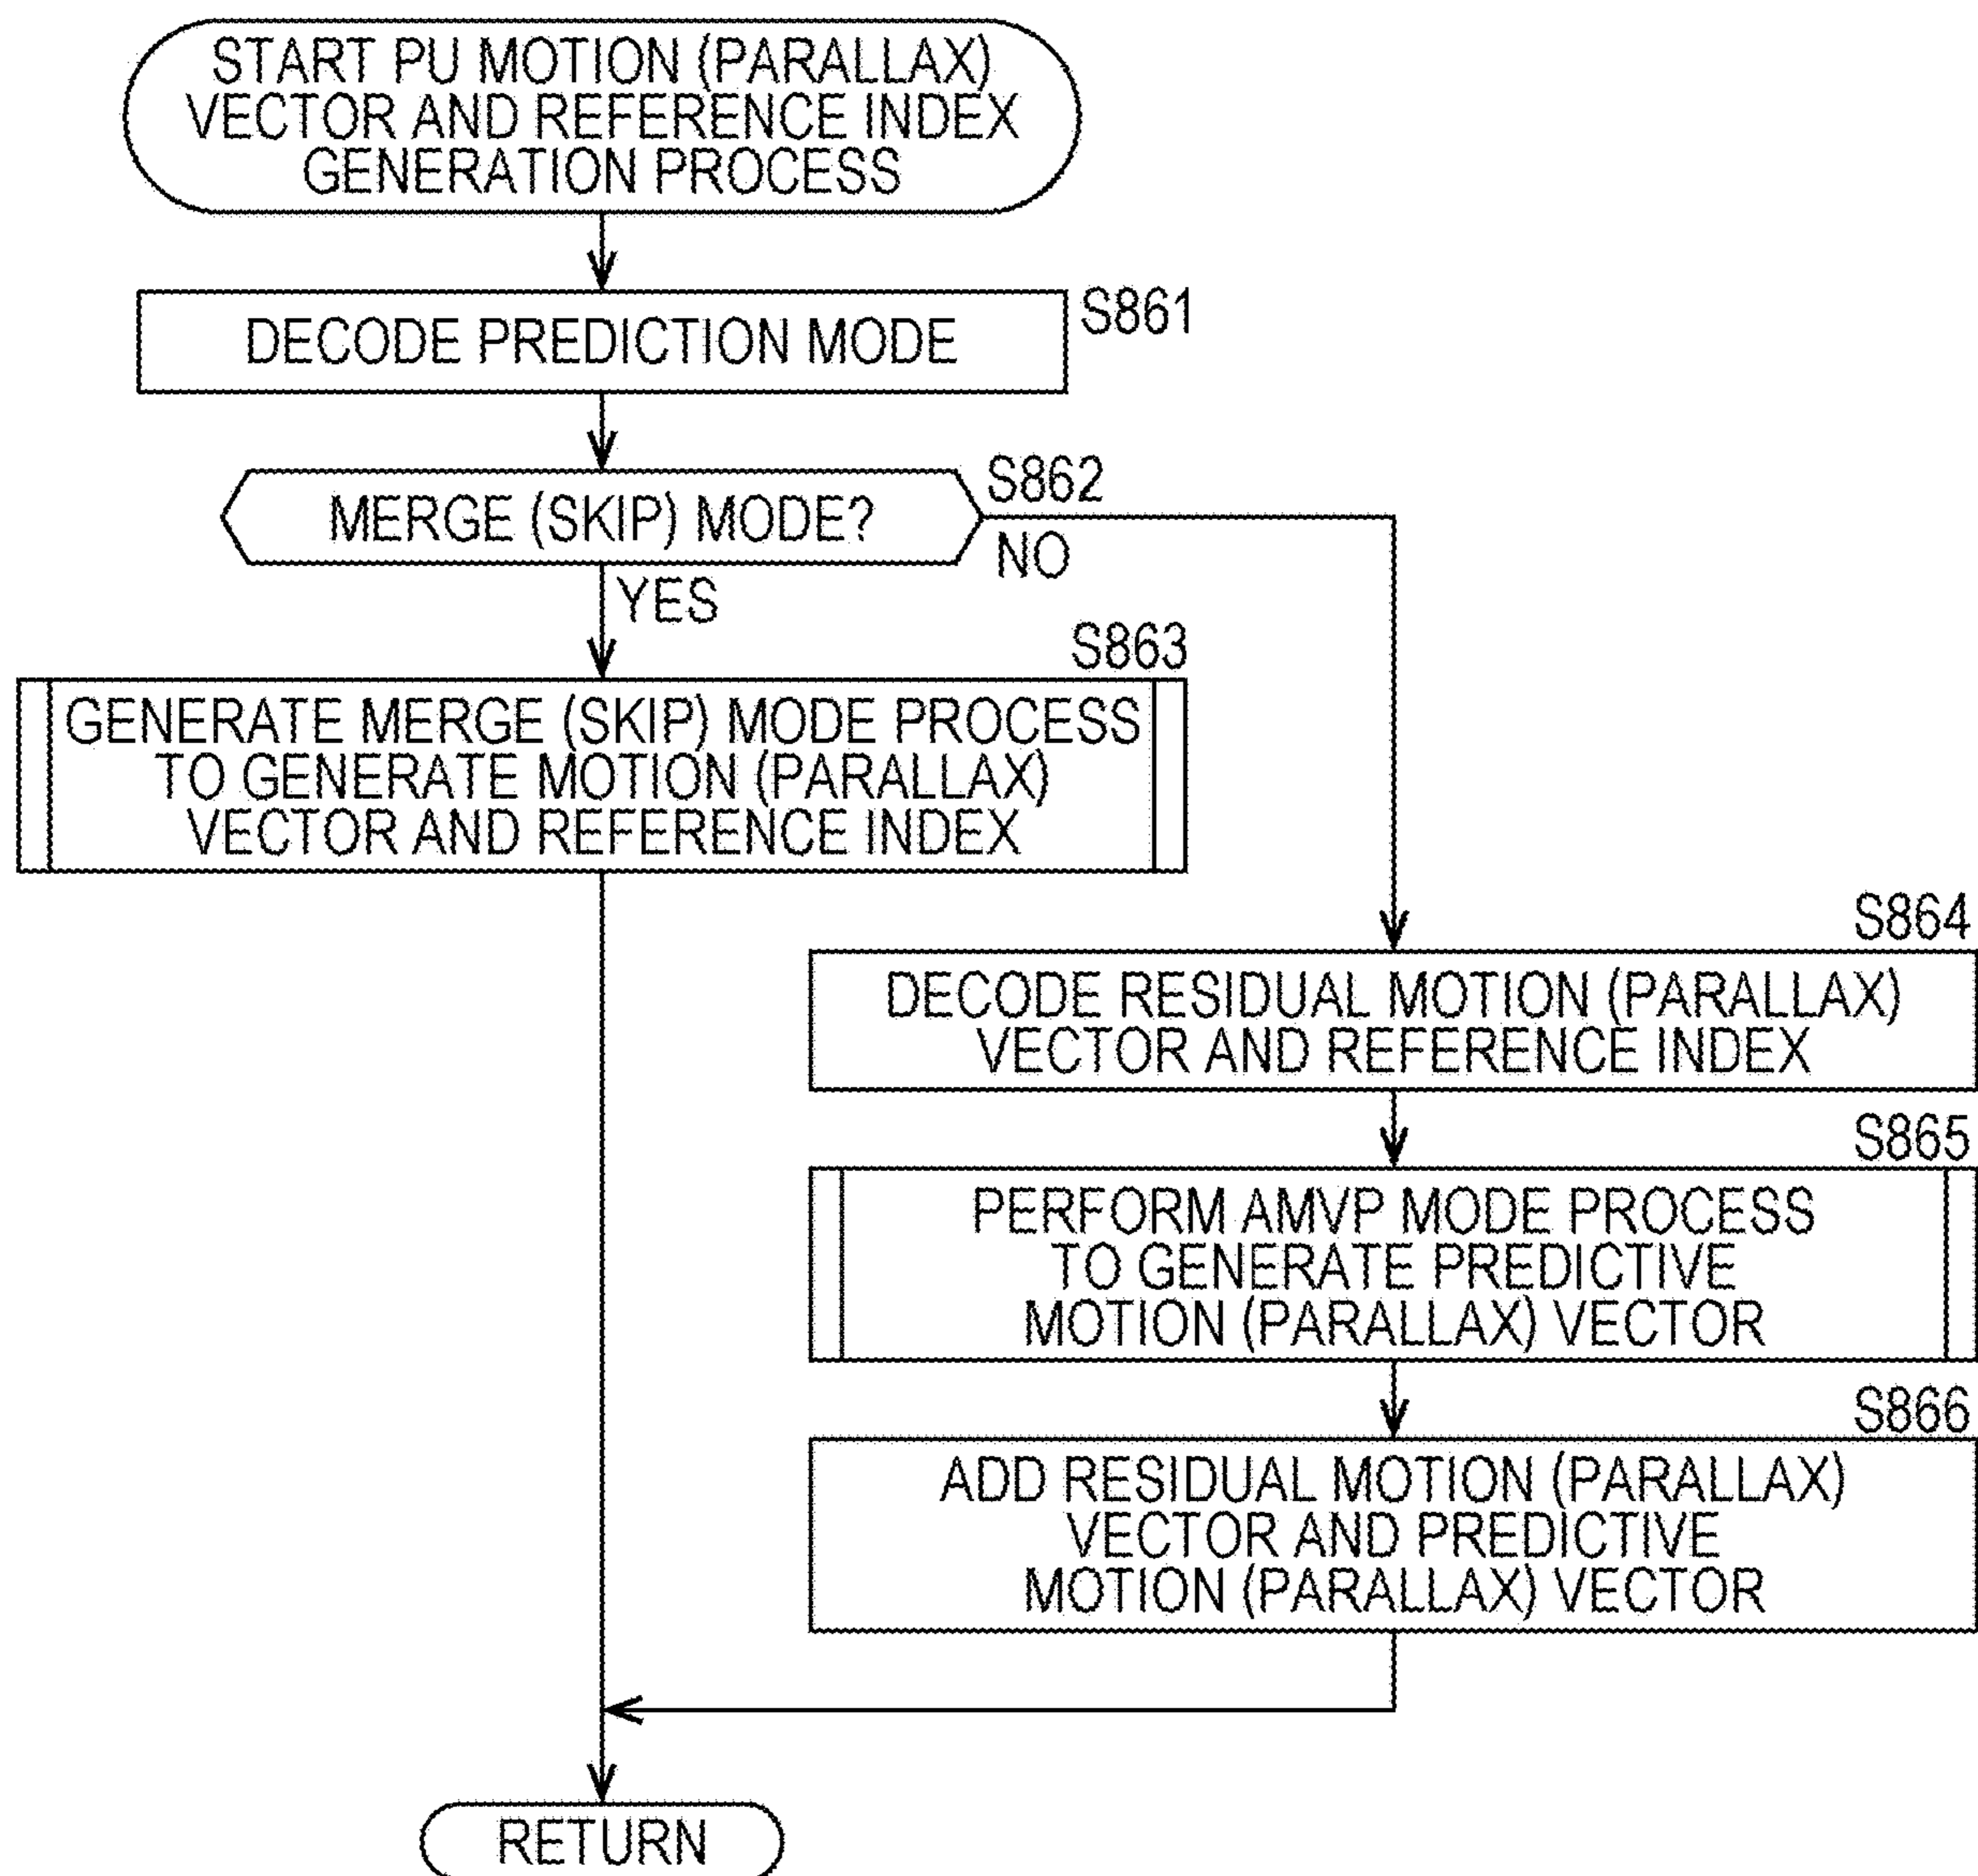 START PU MOTION (PARALLAX)
VECTOR AND REFERENCE INDEX
GENERATION PROCESS
DECODE PREDICTION MODE
S861
MERGE (SKIP) MODE?
S862
NO
YES
S863
GENERATE MERGE (SKIP) MODE PROCESS
TO GENERATE MOTION (PARALLAX)
VECTOR AND REFERENCE INDEX
S864
DECODE RESIDUAL MOTION (PARALLAX)
VECTOR AND REFERENCE INDEX
S865
PERFORM AMVP MODE PROCESS
TO GENERATE PREDICTIVE
MOTION (PARALLAX) VECTOR
S866
ADD RESIDUAL MOTION (PARALLAX)
VECTOR AND PREDICTIVE
MOTION (PARALLAX) VECTOR
RETURN